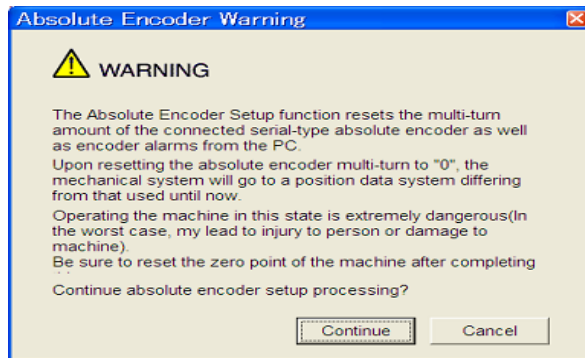 Absolute Encoder Warning
WARNING
The Absolute Encoder Setup function resets the multi-turn
amount of the connected serial-type absolute encoder as well
as encoder alarms from the PC.
Upon resetting the absolute encoder multi-turn to "0", the
mechanical system will go to a position data system differing
from that used until now.
Operating the machine in this state is extremely dangerous(In
the worst case, my lead to injury to person or damage to
machine).
Be sure to reset the zero point of the machine after completing
Continue absolute encoder setup processing?
Continue
Cancel